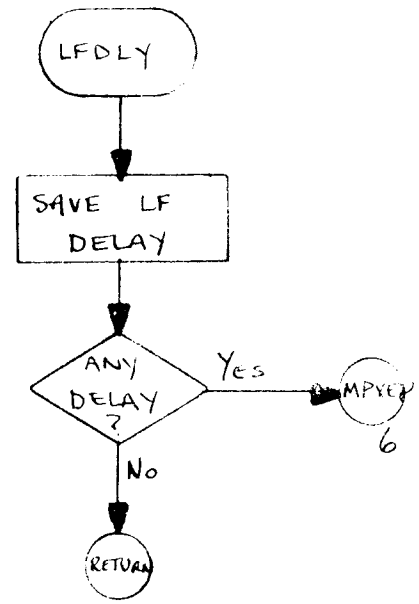 LFDLY
SAVE LF
DELAY
ANY
DELAY
?
YES
6
NO
RETURN